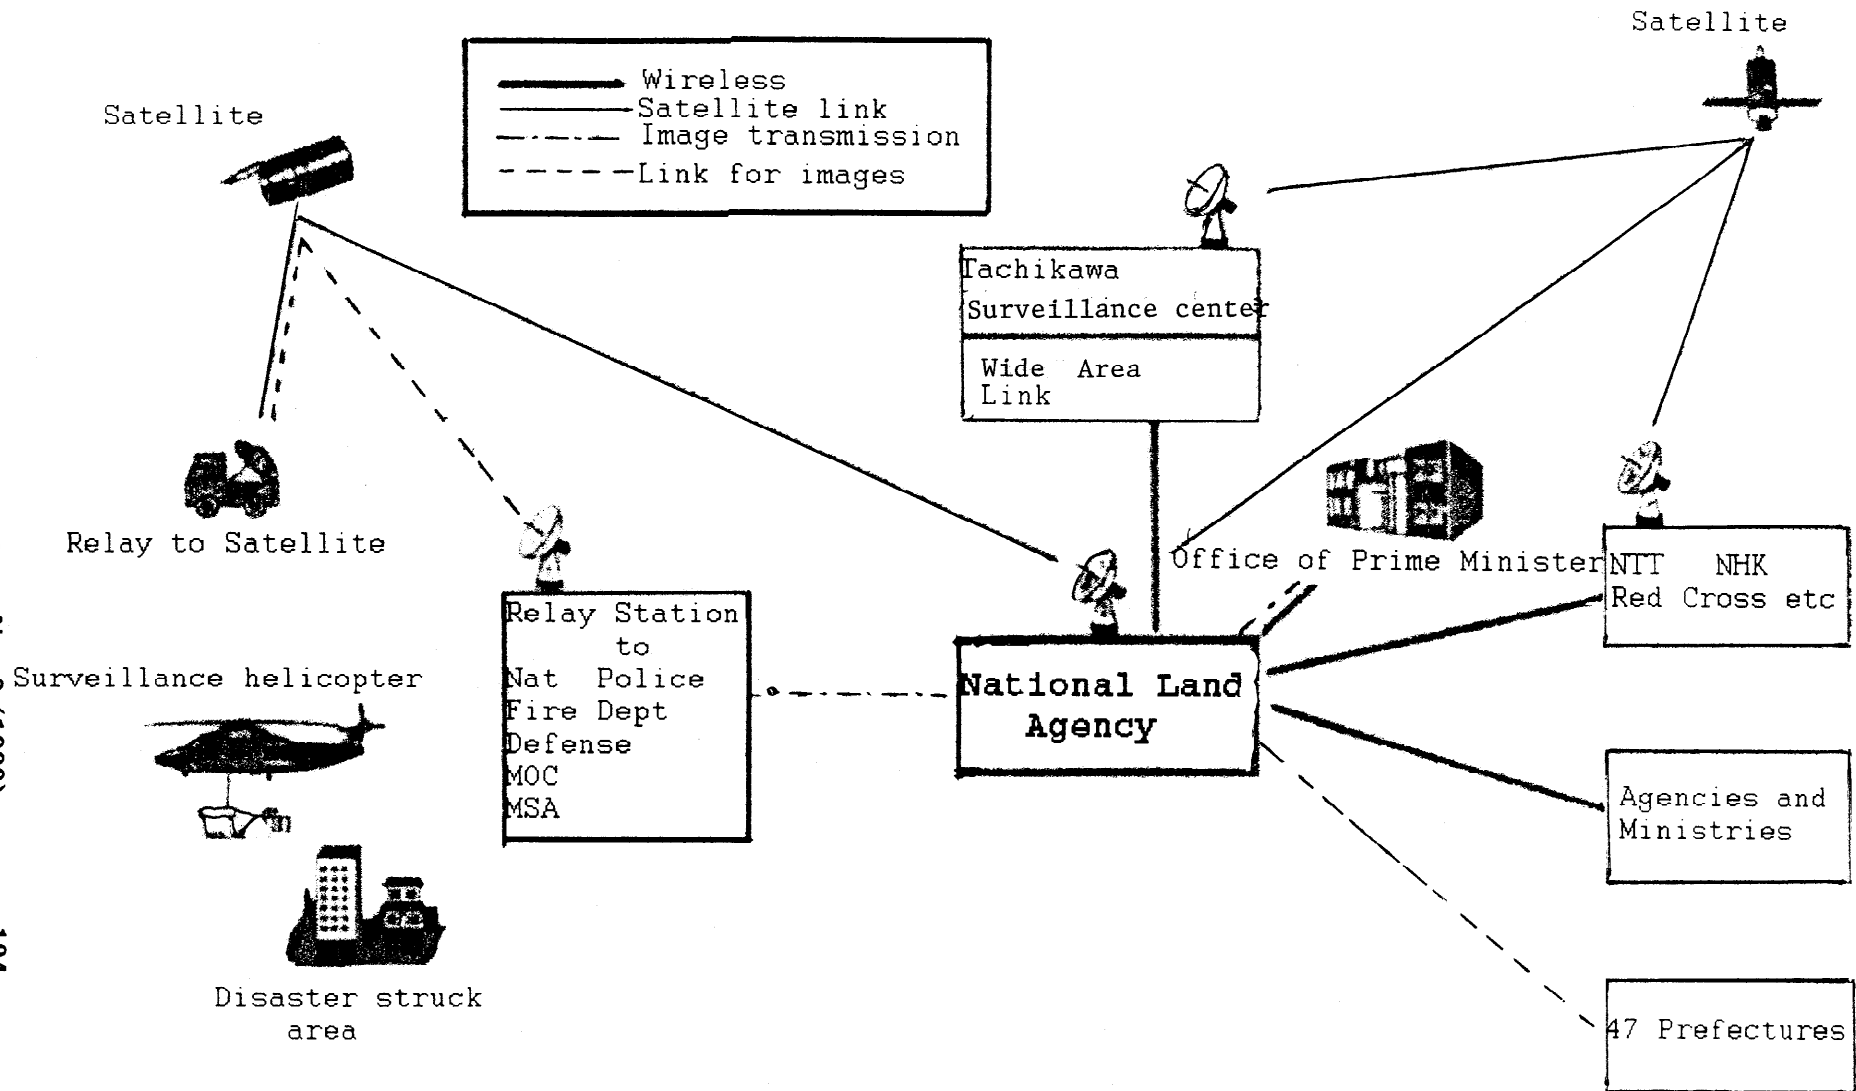 Satellite
Wireless
Satellite link
Image transmission
Link for images
Satellite
Tachikawa
Surveillance center
Wide Area
Link
Relay to Satellite
Office of Prime Minister
NTT NHK
Red Cross etc
Relay Station
to
Nat Police
Fire Dept
Defense
MOC
MSA
Surveillance helicopter
National Land
Agency
Agencies and
Ministries
Disaster struck
area
47 Prefectures